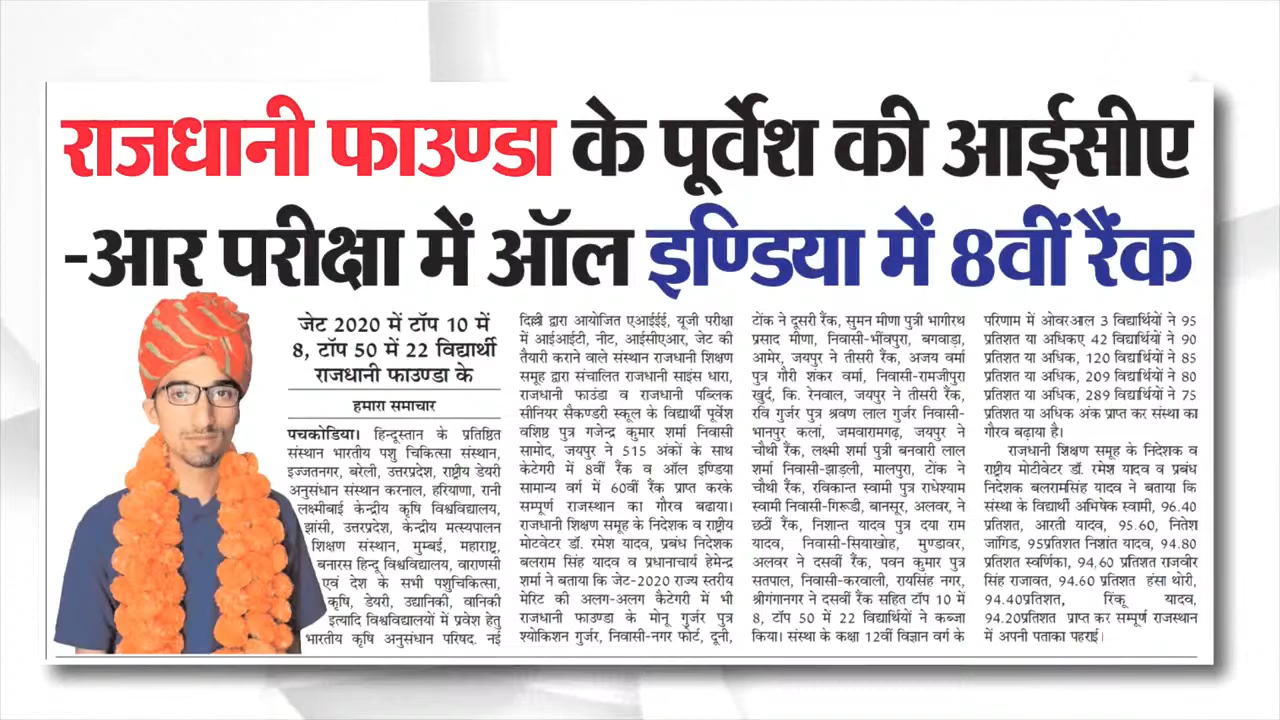 राजधानी फाउण्डा के पूर्वेश की आईसीए
-आर परीक्षा में ऑल इण्डिया में 8वीं रैंक
जेट 2020 में टॉप 10 में
8, टॉप 50 में 22 विद्यार्थी
राजधानी फाउण्डा के
हमारा समाचार
पचकोडिया। हिन्दूस्तान के प्रतिष्ठित
संस्थान भारतीय पशु चिकित्सा संस्थान,
इज्जतनगर, बरेली, उत्तरप्रदेश, राष्ट्रीय डेयरी
अनुसंधान संस्थान करनाल, हरियाणा, रानी
लक्ष्मीबाई केन्द्रीय कृषि विश्वविद्यालय,
झांसी, उत्तरप्रदेश, केन्द्रीय मत्स्यपालन
शिक्षण संस्थान, मुम्बई, महाराष्ट्र,
बनारस हिन्दू विश्वविद्यालय, वाराणसी
एवं देश के सभी पशुचिकित्सा,
कृषि, डेयरी, उद्यानिकी, वानिकी
इत्यादि विश्वविद्यालयों में प्रवेश हेतु
भारतीय कृषि अनुसंधान परिषद. नई
दिल्ली द्वारा आयोजित एआईईई, यूजी परीक्षा
में आईआईटी, नीट, आईसीएआर, जेट की
तैयारी कराने वाले संस्थान राजधानी शिक्षण
समूह द्वारा संचालित राजधानी साइंस धारा,
राजधानी फाऊंडा व राजधानी पब्लिक
सीनियर सैकण्डरी स्कूल के विद्यार्थी पूर्वेश
वशिष्ठ पुत्र गजेन्द्र कुमार शर्मा निवासी
सामोद, जयपुर ने 515 अंकों के साथ
केटेगरी में 8वीं रैंक व ऑल इण्डिया
सामान्य वर्ग में 60वीं रैंक प्राप्त करके
सम्पूर्ण राजस्थान का गौरव बढाया।
राजधानी शिक्षण समूह के निदेशक व राष्ट्रीय
मोटवेटर डॉ. रमेश यादव, प्रबंध निदेशक
बलराम सिंह यादव व प्रधानाचार्य हेमेन्द्र
शर्मा ने बताया कि जेट-2020 राज्य स्तरीय
मेरिट की अलग-अलग कैटेगरी में भी
राजधानी फाउण्डा के मोनू गुर्जर पुत्र
श्योकिशन गुर्जर, निवासी-नगर फोर्ट, दूनी,
टोंक ने दूसरी रैंक, सुमन मीणा पुत्री भागीरथ
प्रसाद मीणा, निवासी-भींवपुरा, बगवाड़ा,
आमेर, जयपुर ने तीसरी रैंक, अजय वर्मा
पुत्र गौरी शंकर वर्मा, निवासी-रामजीपुरा
खुर्द, कि. रेनवाल, जयपुर ने तीसरी रैंक,
रवि गुर्जर पुत्र श्रवण लाल गुर्जर निवासी-
भानपुर कलां, जमवारामगढ़, जयपुर ने
चौथी रैंक, लक्ष्मी शर्मा पुत्री बनवारी लाल
शर्मा निवासी-झाड़ली, मालपुरा, टोंक ने
चौथी रैंक, रविकान्त स्वामी पुत्र राधेश्याम
स्वामी निवासी-गिरूडी, बानसूर, अलवर, ने
छठीं रैंक, निशान्त यादव पुत्र दया राम
यादव, निवासी-सियाखोह, मुण्डावर,
अलवर ने दसवीं रैंक, पवन कुमार पुत्र
सतपाल, निवासी-करवाली, रायसिंह नगर,
श्रीगंगानगर ने दसवीं रैंक सहित टॉप 10 में
8, टॉप 50 में 22 विद्यार्थियों ने कब्जा
किया। संस्था के कक्षा 12वीं विज्ञान वर्ग के
परिणाम में ओवरआल 3 विद्यार्थियों ने 95
प्रतिशत या अधिकए 42 विद्यार्थियों ने 90
प्रतिशत या अधिक, 120 विद्यार्थियों ने 85
प्रतिशत या अधिक, 209 विद्यार्थियों ने 80
प्रतिशत या अधिक, 289 विद्यार्थियों ने 75
प्रतिशत या अधिक अंक प्राप्त कर संस्था का
गौरव बढ़ाया है।
राजधानी शिक्षण समूह के निदेशक व
राष्ट्रीय मोटीवेटर डॉ. रमेश यादव व प्रबंध
निदेशक बलरामसिंह यादव ने बताया कि
संस्था के विद्यार्थी अभिषेक स्वामी, 96.40
प्रतिशत, आरती यादव, 95.60, नितेश
जांगिड, 95प्रतिशत निशांत यादव, 94.80
प्रतिशत स्वर्णिका, 94.60 प्रतिशत राजवीर
सिंह राजावत, 94.60 प्रतिशत हंसा थोरी,
94.40प्रतिशत, रिंकू यादव,
94.20प्रतिशत प्राप्त कर सम्पूर्ण राजस्थान
में अपनी पताका पहराई।